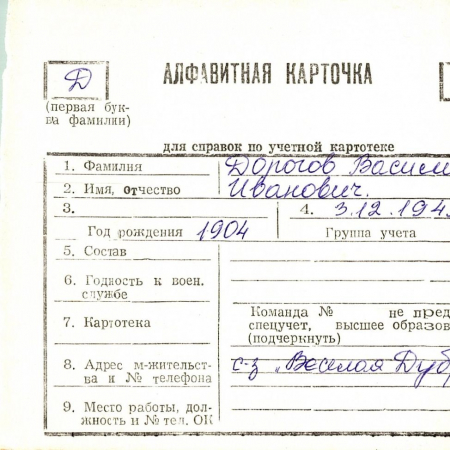 Д
АЛФАВИТНАЯ КАРТОЧКА
(первая бук-
ва фамилии)
для справок по учетной картотеке
1. Фамилия Дорогов Васили
2. Имя, отчество Иванович.
3. 4. 3.12.194
Год рождения 1904 Группа учета
5. Состав
6. Годность к воен.
службе
7. Картотека
Команда № не пред
спецучет, высшее образов
(подчеркнуть)
8. Адрес м-жительст-
ва и № телефона
с-з „Веселая Дуб
9. Место работы, дол-
жность и № тел. ОК